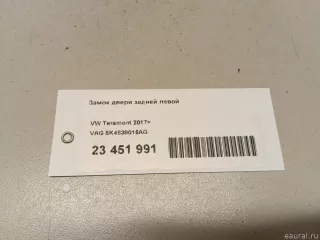 Замок двери задней левой
VW Teramont 2017>
VAG 5K4839015AG
23 451 991
eaural.ru